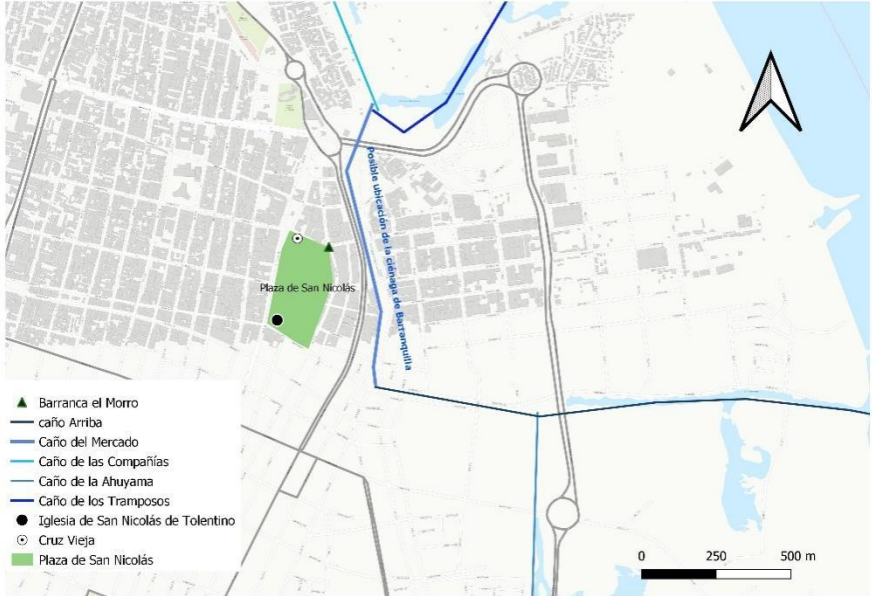 Posible ubicación de la ciénaga de Barranquilla
Plaza de San Nicolás
Barranca el Morro
caño Arriba
Caño del Mercado
Caño de las Compañías
Caño de la Ahuyama
Caño de los Tramposos
Iglesia de San Nicolás de Tolentino
Cruz Vieja
Plaza de San Nicolás
0 250 500 m